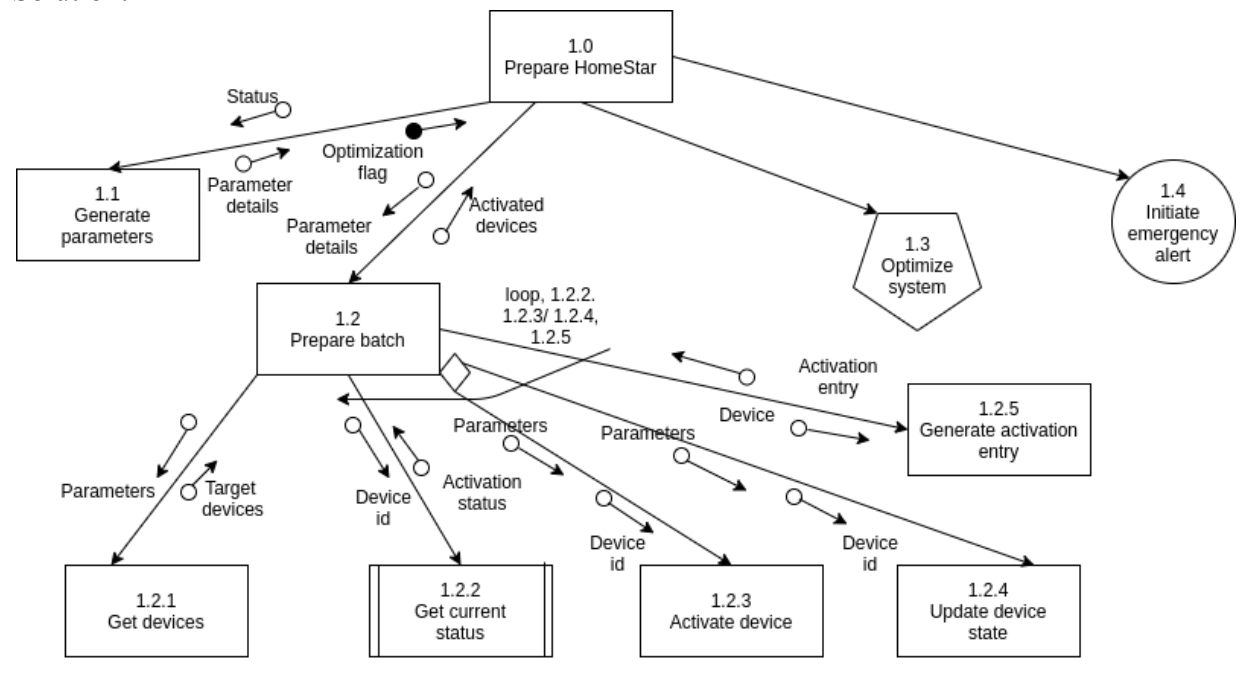 1.0
Prepare HomeStar
Status
Optimization
flag
Parameter
details
1.1
Generate
parameters
Parameter
details
Activated
devices
1.4
Initiate
emergency
alert
1.3
Optimize
system
1.2
Prepare batch
loop, 1.2.2.
1.2.3/ 1.2.4,
1.2.5
Activation
entry
Device
1.2.5
Generate activation
entry
Parameters
Parameters
Parameters
Target
devices
Device
id
Activation
status
Device
id
Device
id
1.2.1
Get devices
1.2.2
Get current
status
1.2.3
Activate device
1.2.4
Update device
state